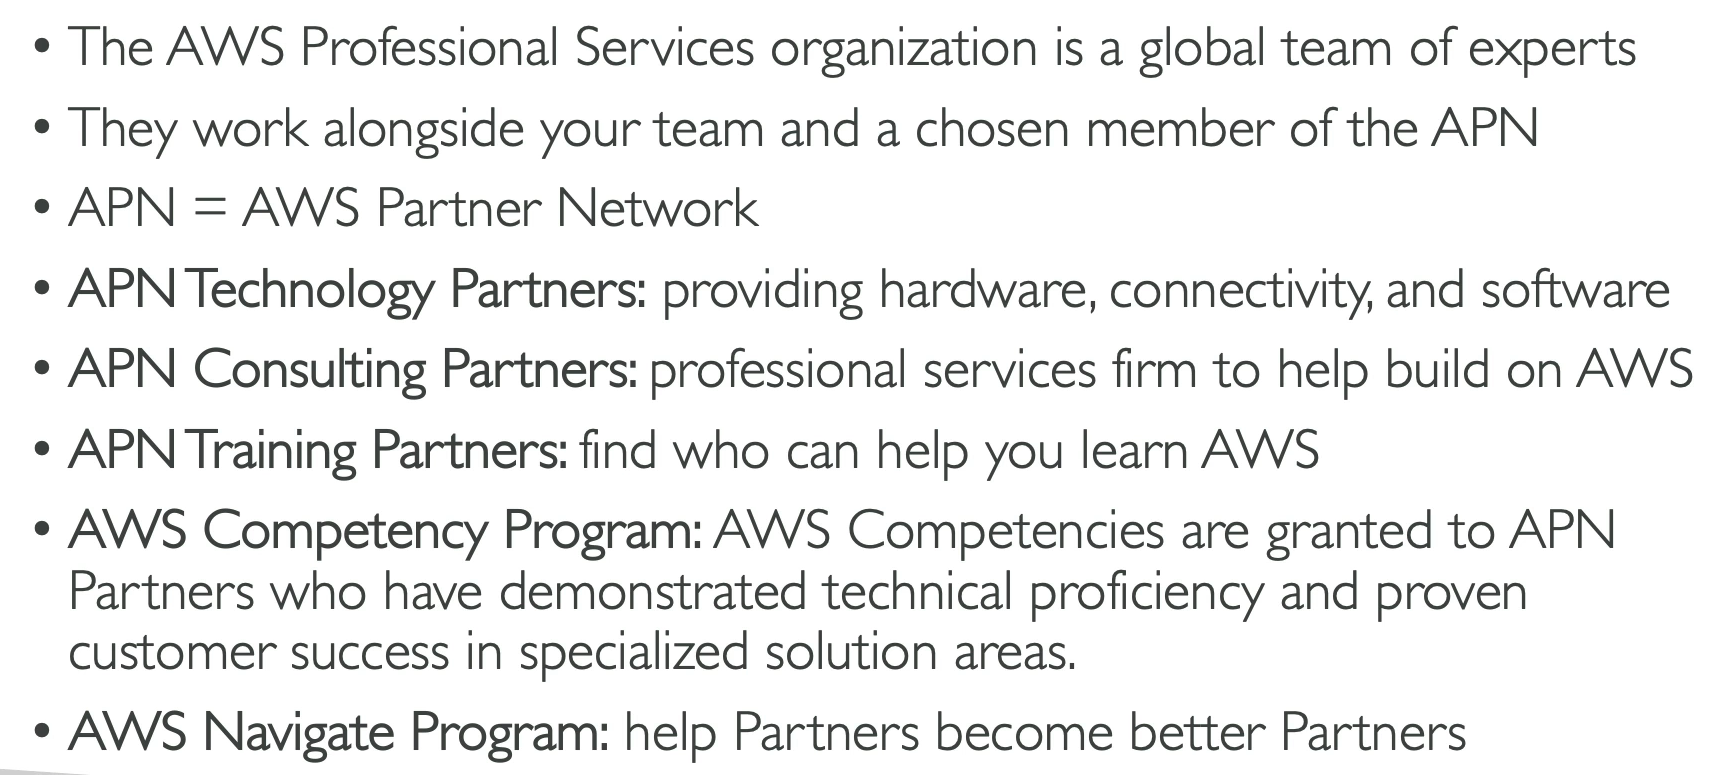 • The AWS Professional Services organization is a global team of experts
• They work alongside your team and a chosen member of the APN
• APN = AWS Partner Network
• APN Technology Partners: providing hardware, connectivity, and software
• APN Consulting Partners: professional services firm to help build on AWS
• APN Training Partners: find who can help you learn AWS
• AWS Competency Program: AWS Competencies are granted to APN
Partners who have demonstrated technical proficiency and proven
customer success in specialized solution areas.
• AWS Navigate Program: help Partners become better Partners